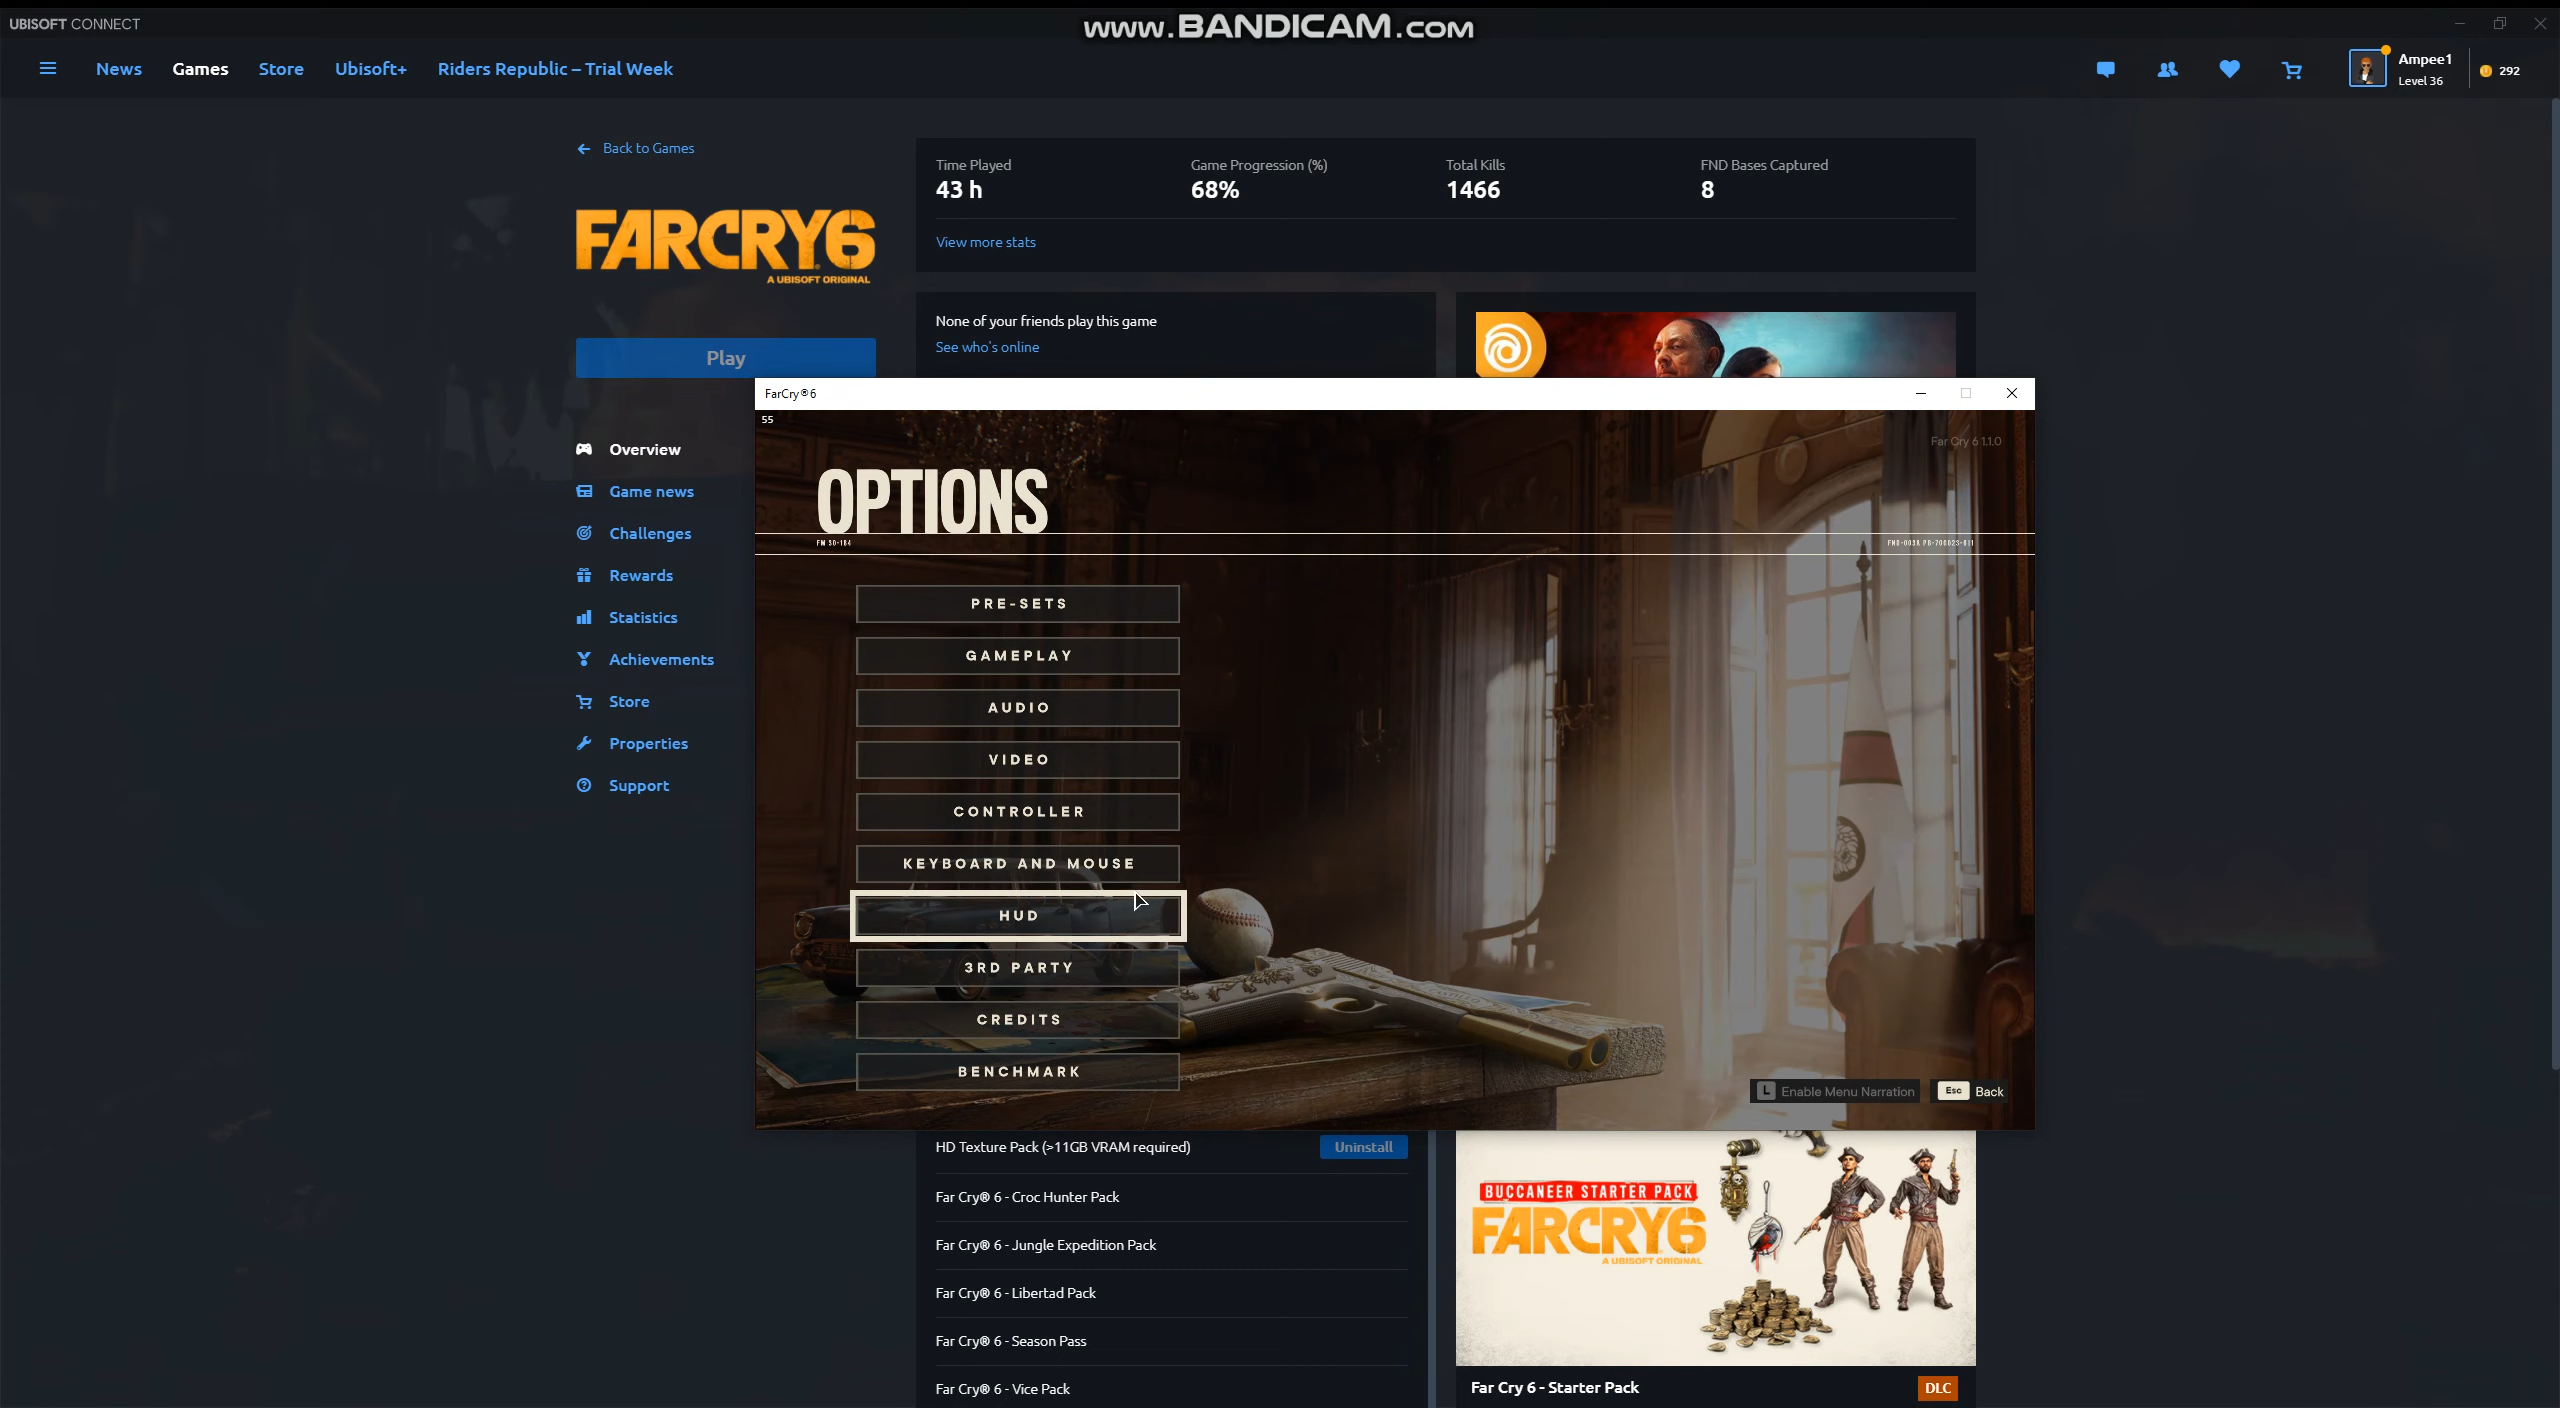 UBISOFT CONNECT
www.BANDICAM.com
News
Games
Store
Ubisoft+
Riders Republic – Trial Week
Ampee1
Level 36
292
Back to Games
FARCRY6
A UBISOFT ORIGINAL
Play
Overview
Game news
Challenges
Rewards
Statistics
Achievements
Store
Properties
Support
Time Played
43 h
Game Progression (%)
68%
Total Kills
1466
FND Bases Captured
8
View more stats
None of your friends play this game
See who's online
FarCry®6
55
Far Cry 6 1.1.0
OPTIONS
PRE-SETS
GAMEPLAY
AUDIO
VIDEO
CONTROLLER
KEYBOARD AND MOUSE
HUD
3RD PARTY
CREDITS
BENCHMARK
L Enable Menu Narration
Esc Back
HD Texture Pack (>11GB VRAM required)
Uninstall
Far Cry® 6 - Croc Hunter Pack
Far Cry® 6 - Jungle Expedition Pack
Far Cry® 6 - Libertad Pack
Far Cry® 6 - Season Pass
Far Cry® 6 - Vice Pack
BUCCANEER STARTER PACK
FARCRY6
A UBISOFT ORIGINAL
Far Cry 6 - Starter Pack
DLC